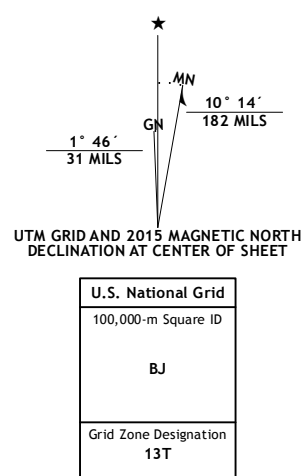 ★
MN
GN
1° 46´
31 MILS
10° 14´
182 MILS
UTM GRID AND 2015 MAGNETIC NORTH
DECLINATION AT CENTER OF SHEET
U.S. National Grid
100,000-m Square ID
BJ
Grid Zone Designation
13T